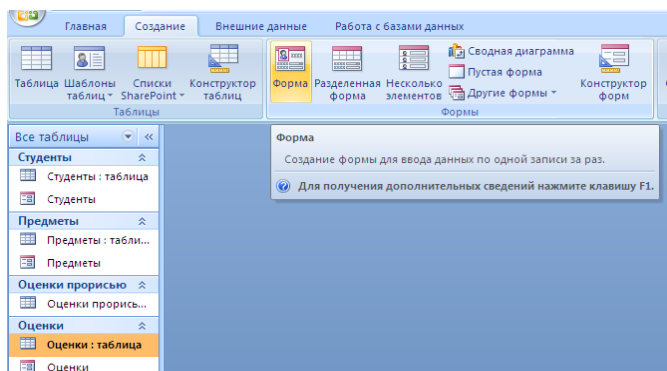 Главная Создание Внешние данные Работа с базами данных
Таблица Шаблоны таблиц Списки SharePoint Конструктор таблиц
Таблицы
Форма Разделенная форма Несколько элементов Сводная диаграмма Пустая форма Другие формы Конструктор форм
Формы
Все таблицы
Форма
Создание формы для ввода данных по одной записи за раз.
Для получения дополнительных сведений нажмите клавишу F1.
Студенты
Студенты : таблица
Студенты
Предметы
Предметы : табли...
Предметы
Оценки прорисью
Оценки прорись...
Оценки
Оценки : таблица
Оценки